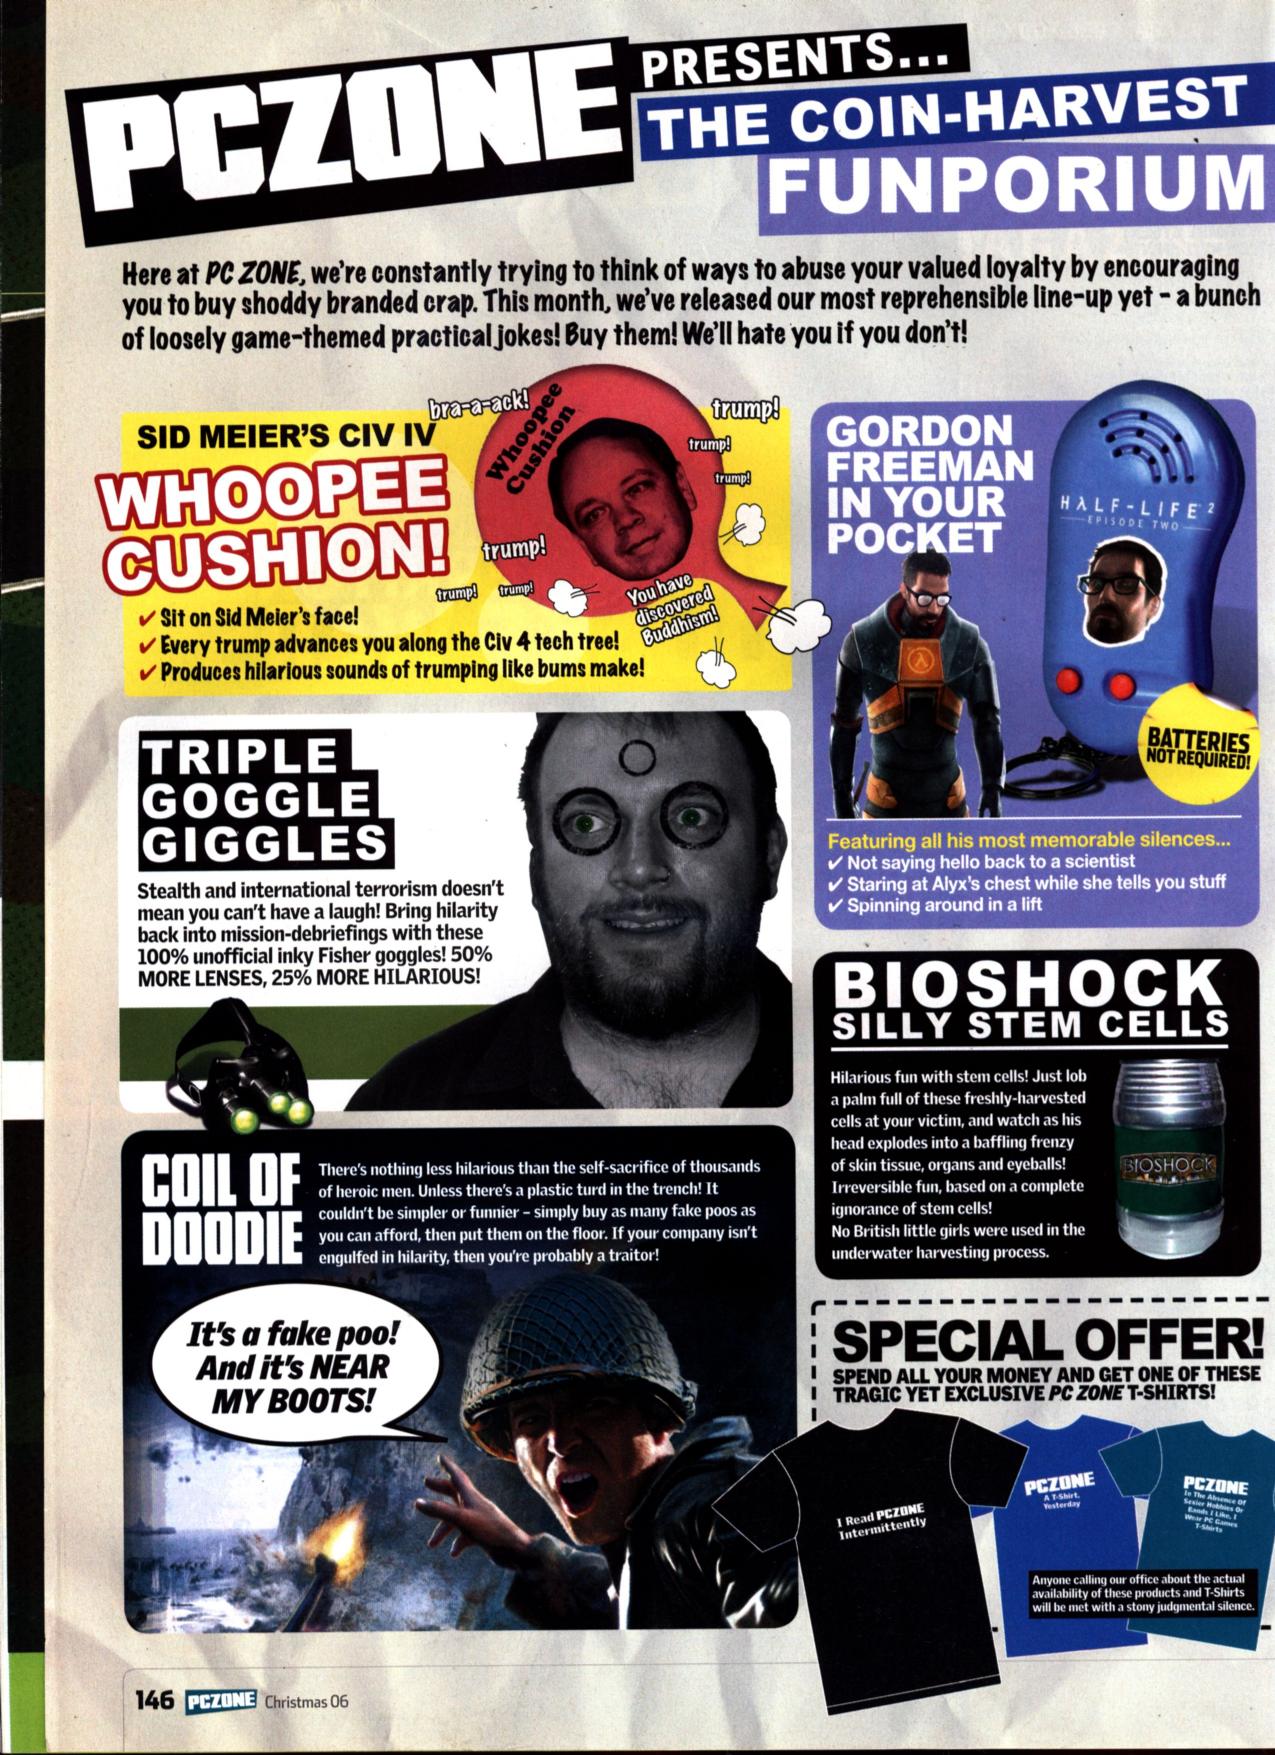 PCZONE
PRESENTS...
THE COIN-HARVEST
FUNPORIUM
Here at PC ZONE, we're constantly trying to think of ways to abuse your valued loyalty by encouraging
you to buy shoddy branded crap. This month, we've released our most reprehensible line-up yet – a bunch
of loosely game-themed practical jokes! Buy them! We'll hate you if you don't!
SID MEIER'S CIV IV
WHOOPEE
CUSHION!
✓ Sit on Sid Meier's face!
✓ Every trump advances you along the Civ 4 tech tree!
✓ Produces hilarious sounds of trumping like bums make!
bra-a-ack!
Whoopee
Cushion
trump!
trump!
trump!
trump!
trump!
trump!
You have
discovered
Buddhism!
GORDON
FREEMAN
IN YOUR
POCKET
HλLF-LIFE 2
EPISODE TWO
BATTERIES
NOT REQUIRED!
Featuring all his most memorable silences...
✓ Not saying hello back to a scientist
✓ Staring at Alyx's chest while she tells you stuff
✓ Spinning around in a lift
TRIPLE
GOGGLE
GIGGLES
Stealth and international terrorism doesn't
mean you can't have a laugh! Bring hilarity
back into mission-debriefings with these
100% unofficial inky Fisher goggles! 50%
MORE LENSES, 25% MORE HILARIOUS!
BIOSHOCK
SILLY STEM CELLS
Hilarious fun with stem cells! Just lob
a palm full of these freshly-harvested
cells at your victim, and watch as his
head explodes into a baffling frenzy
of skin tissue, organs and eyeballs!
Irreversible fun, based on a complete
ignorance of stem cells!
No British little girls were used in the
underwater harvesting process.
BIOSHOCK
COIL OF
DOODIE
There's nothing less hilarious than the self-sacrifice of thousands
of heroic men. Unless there's a plastic turd in the trench! It
couldn't be simpler or funnier – simply buy as many fake poos as
you can afford, then put them on the floor. If your company isn't
engulfed in hilarity, then you're probably a traitor!
It's a fake poo!
And it's NEAR
MY BOOTS!
SPECIAL OFFER!
SPEND ALL YOUR MONEY AND GET ONE OF THESE
TRAGIC YET EXCLUSIVE PC ZONE T-SHIRTS!
I Read PCZONE
Intermittently
PCZONE
A T-Shirt,
Yesterday
PCZONE
In The Absence Of
Sexier Hobbies Or
Bands I Like, I
Wear PC Games
T-Shirts
Anyone calling our office about the actual
availability of these products and T-Shirts
will be met with a stony judgmental silence.
146 PCZONE Christmas 06